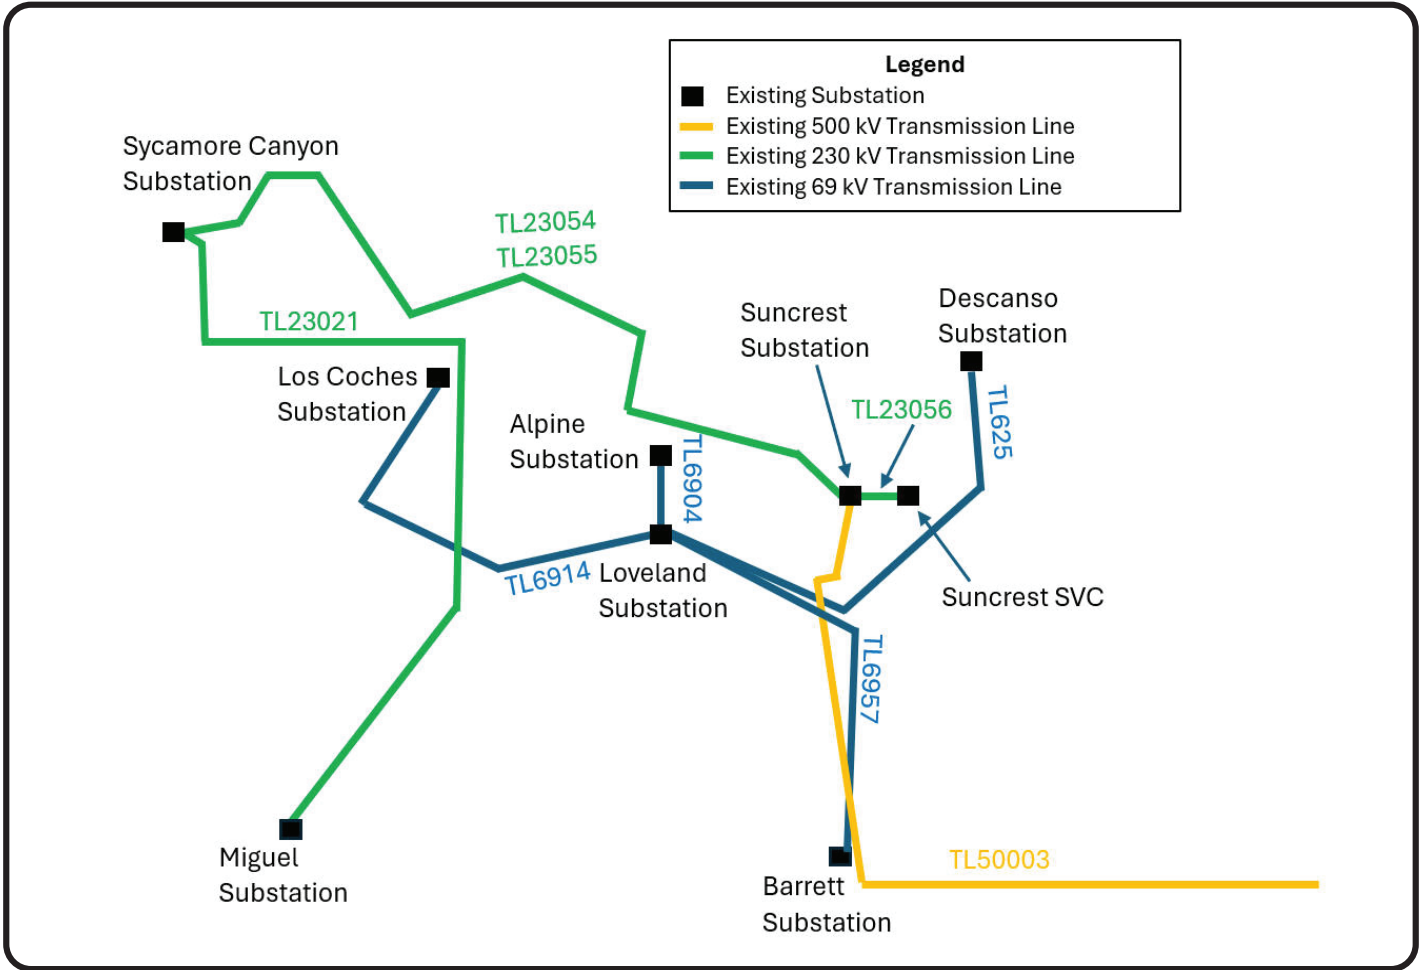 Legend
Existing Substation
Existing 500 kV Transmission Line
Existing 230 kV Transmission Line
Existing 69 kV Transmission Line
Sycamore Canyon
Substation
TL23054
TL23055
TL23021
Los Coches
Substation
Alpine
Substation
TL6904
Suncrest
Substation
Descanso
Substation
TL23056
TL625
TL6914
Loveland
Substation
Suncrest SVC
TL6957
Miguel
Substation
Barrett
Substation
TL50003